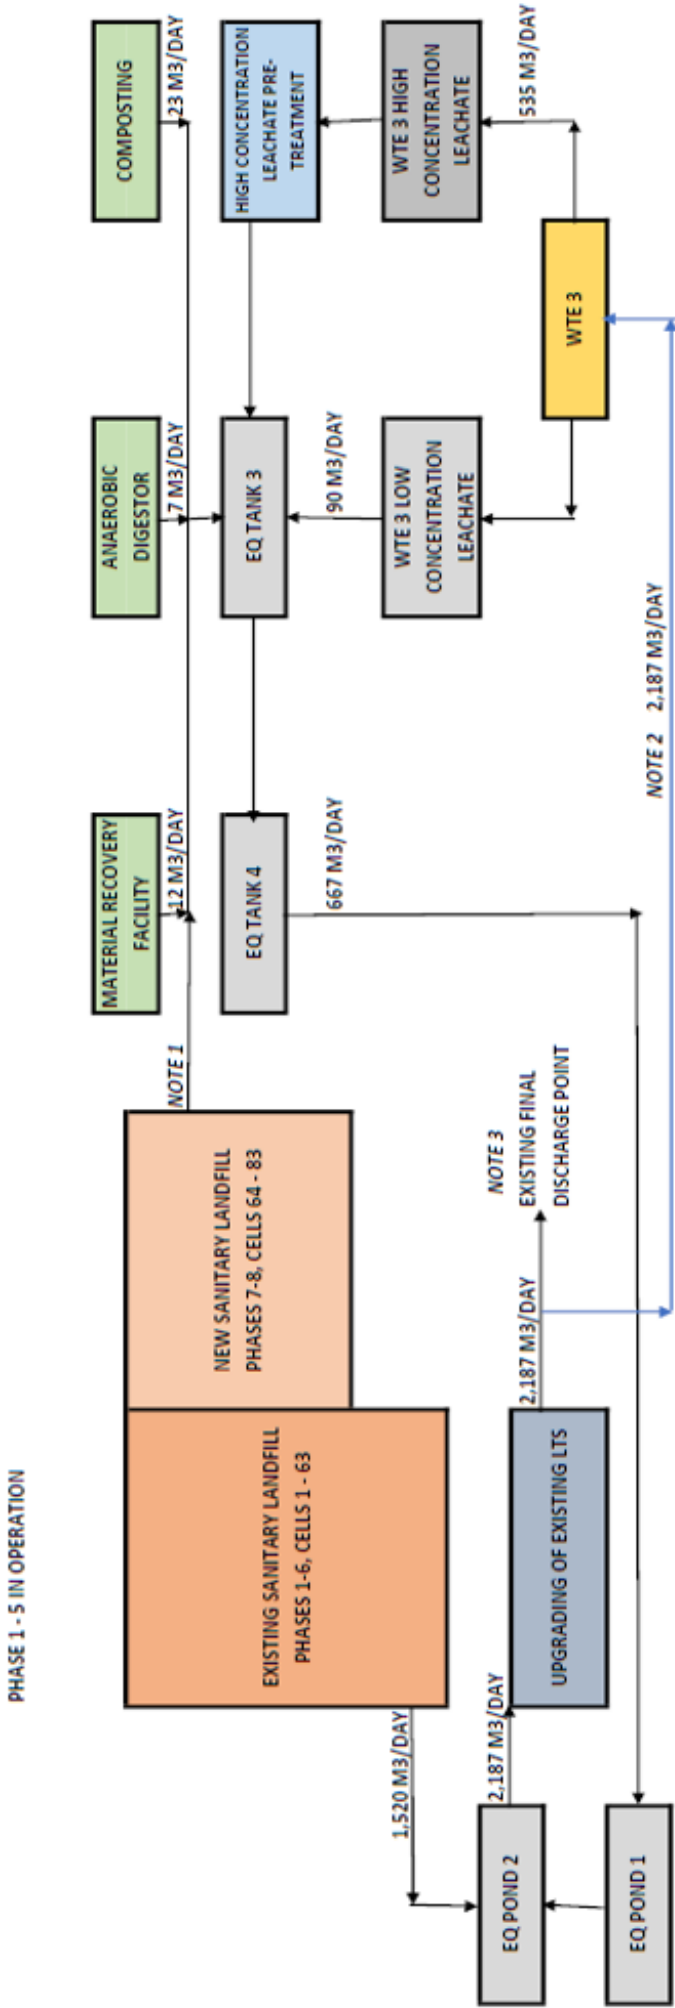 PHASE 1 - 5 IN OPERATION
MATERIAL RECOVERY
FACILITY
12 M3/DAY
ANAEROBIC
DIGESTOR
7 M3/DAY
COMPOSTING
23 M3/DAY
NOTE 1
EXISTING SANITARY LANDFILL
PHASES 1-6, CELLS 1 - 63
NEW SANITARY LANDFILL
PHASES 7-8, CELLS 64 - 83
EQ TANK 4
667 M3/DAY
EQ TANK 3
90 M3/DAY
HIGH CONCENTRATION
LEACHATE PRE-
TREATMENT
WTE 3 LOW
CONCENTRATION
LEACHATE
WTE 3 HIGH
CONCENTRATION
LEACHATE
535 M3/DAY
1,520 M3/DAY
EQ POND 2
2,187 M3/DAY
UPGRADING OF EXISTING LTS
2,187 M3/DAY
NOTE 3
EXISTING FINAL
DISCHARGE POINT
WTE 3
EQ POND 1
NOTE 2 2,187 M3/DAY